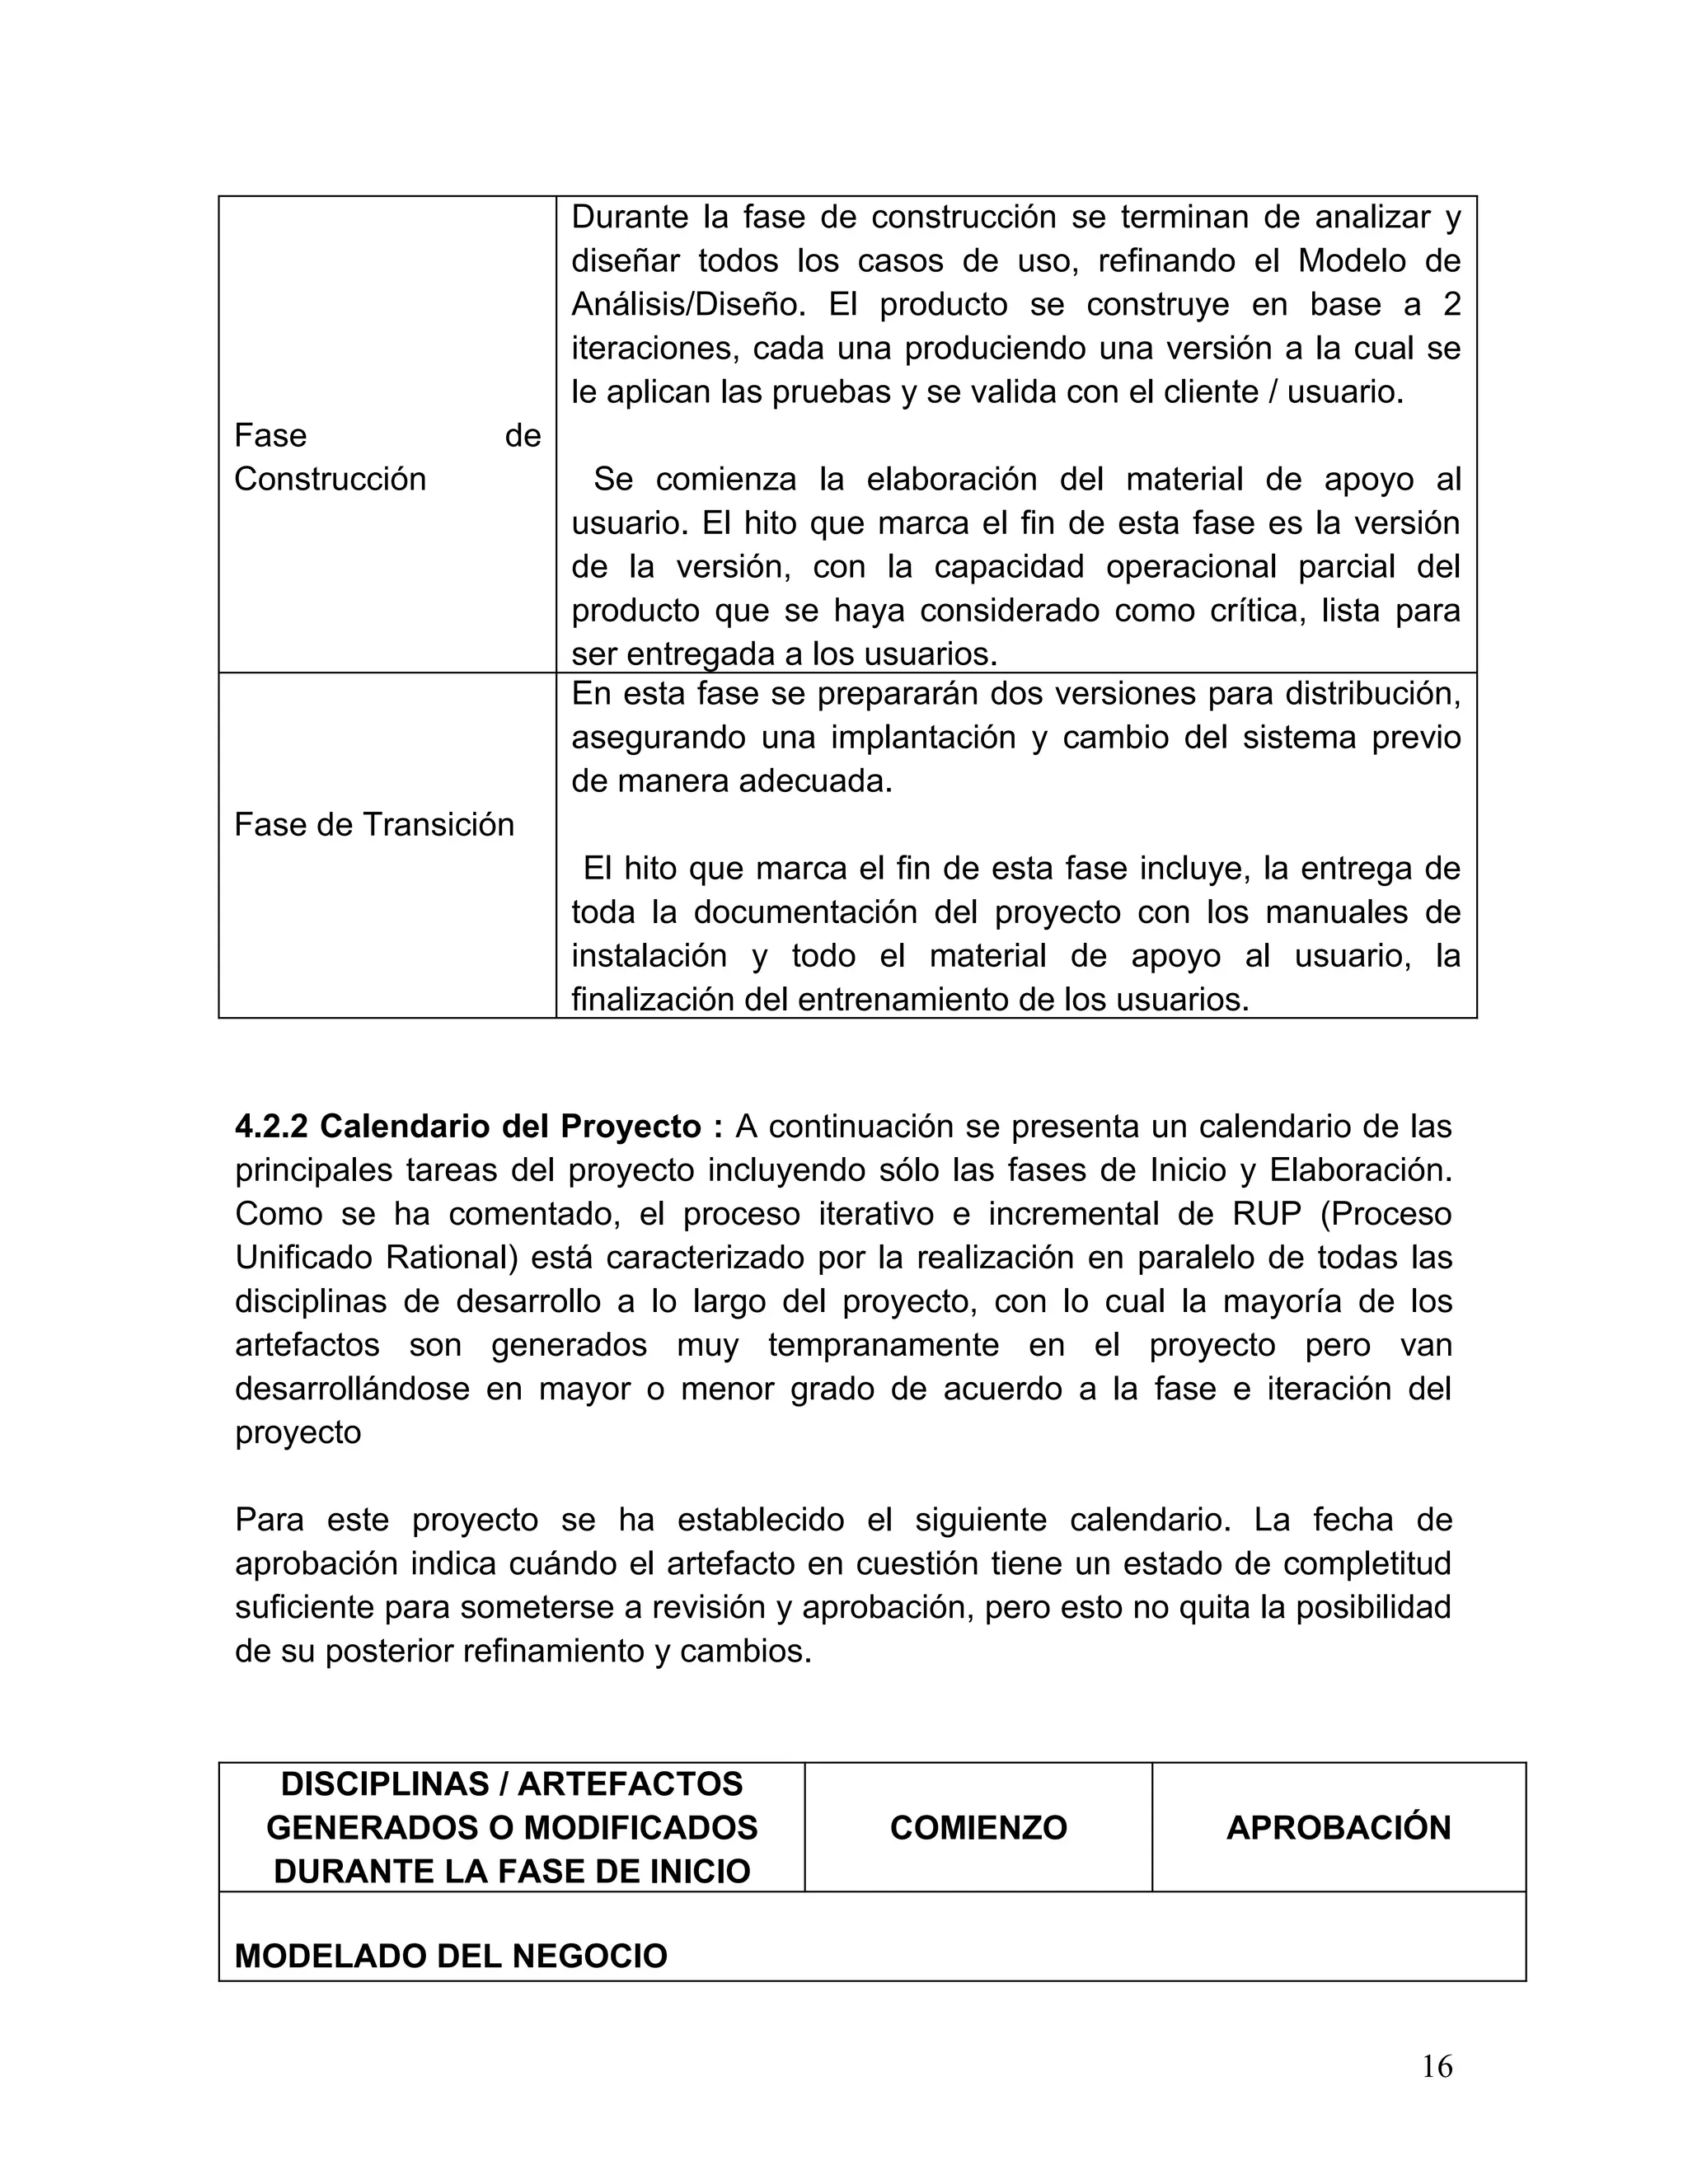 Durante la fase de construcción se terminan de analizar y
diseñar todos los casos de uso, refinando el Modelo de
Análisis/Diseño. El producto se construye en base a 2
iteraciones, cada una produciendo una versión a la cual se
le aplican las pruebas y se valida con el cliente / usuario.
Fase de
Construcción
Se comienza la elaboración del material de apoyo al
usuario. El hito que marca el fin de esta fase es la versión
de la versión, con la capacidad operacional parcial del
producto que se haya considerado como crítica, lista para
ser entregada a los usuarios.
En esta fase se prepararán dos versiones para distribución,
asegurando una implantación y cambio del sistema previo
de manera adecuada.
Fase de Transición
El hito que marca el fin de esta fase incluye, la entrega de
toda la documentación del proyecto con los manuales de
instalación y todo el material de apoyo al usuario, la
finalización del entrenamiento de los usuarios.
4.2.2 Calendario del Proyecto : A continuación se presenta un calendario de las
principales tareas del proyecto incluyendo sólo las fases de Inicio y Elaboración.
Como se ha comentado, el proceso iterativo e incremental de RUP (Proceso
Unificado Rational) está caracterizado por la realización en paralelo de todas las
disciplinas de desarrollo a lo largo del proyecto, con lo cual la mayoría de los
artefactos son generados muy tempranamente en el proyecto pero van
desarrollándose en mayor o menor grado de acuerdo a la fase e iteración del
proyecto
Para este proyecto se ha establecido el siguiente calendario. La fecha de
aprobación indica cuándo el artefacto en cuestión tiene un estado de completitud
suficiente para someterse a revisión y aprobación, pero esto no quita la posibilidad
de su posterior refinamiento y cambios.
DISCIPLINAS / ARTEFACTOS
GENERADOS O MODIFICADOS
DURANTE LA FASE DE INICIO
COMIENZO
APROBACIÓN
MODELADO DEL NEGOCIO
16